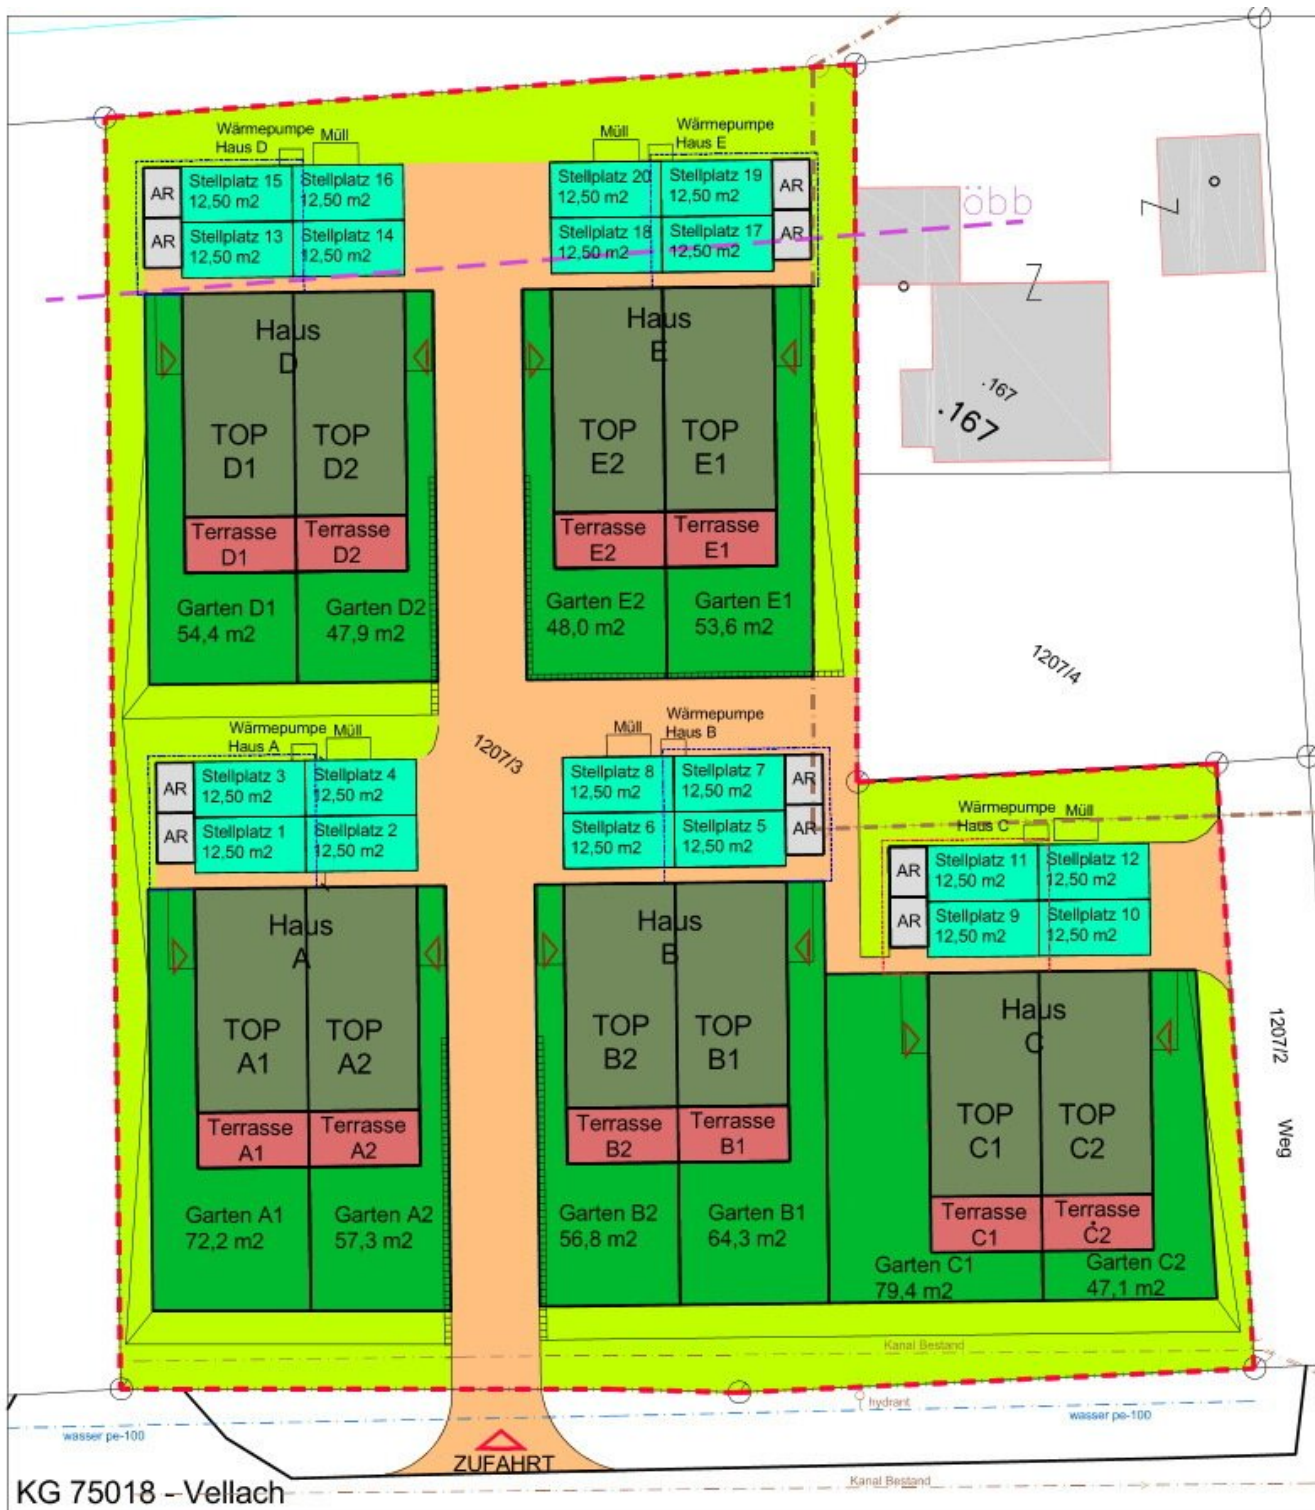 Wärmepumpe
Haus D
Müll
Müll
Wärmepumpe
Haus E
AR
Stellplatz 15
12,50 m2
Stellplatz 16
12,50 m2
Stellplatz 20
12,50 m2
Stellplatz 19
12,50 m2
AR
öbb
Z
AR
Stellplatz 13
12,50 m2
Stellplatz 14
12,50 m2
Stellplatz 18
12,50 m2
Stellplatz 17
12,50 m2
AR
Z
Haus
D
Haus
E
.167
.167
TOP
D1
TOP
D2
TOP
E2
TOP
E1
Terrasse
D1
Terrasse
D2
Terrasse
E2
Terrasse
E1
Garten D1
54,4 m2
Garten D2
47,9 m2
Garten E2
48,0 m2
Garten E1
53,6 m2
1207/4
Wärmepumpe
Haus A
Müll
1207/3
Müll
Wärmepumpe
Haus B
AR
Stellplatz 3
12,50 m2
Stellplatz 4
12,50 m2
Stellplatz 8
12,50 m2
Stellplatz 7
12,50 m2
AR
AR
Stellplatz 1
12,50 m2
Stellplatz 2
12,50 m2
Stellplatz 6
12,50 m2
Stellplatz 5
12,50 m2
AR
Wärmepumpe
Haus C
Müll
AR
Stellplatz 11
12,50 m2
Stellplatz 12
12,50 m2
AR
Stellplatz 9
12,50 m2
Stellplatz 10
12,50 m2
Haus
A
Haus
B
Haus
C
TOP
A1
TOP
A2
TOP
B2
TOP
B1
TOP
C1
TOP
C2
1207/2
Weg
Terrasse
A1
Terrasse
A2
Terrasse
B2
Terrasse
B1
Terrasse
C1
Terrasse
C2
Garten A1
72,2 m2
Garten A2
57,3 m2
Garten B2
56,8 m2
Garten B1
64,3 m2
Garten C1
79,4 m2
Garten C2
47,1 m2
Kanal Bestand
hydrant
wasser pe-100
wasser pe-100
ZUFAHRT
Kanal Bestand
KG 75018 - Vellach